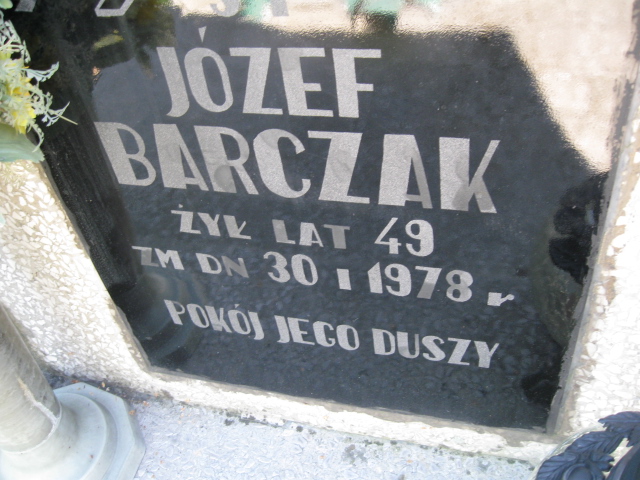 JÓZEF
BARCZAK
ŻYŁ LAT 49
ZM DN 30 I 1978 r
POKÓJ JEGO DUSZY